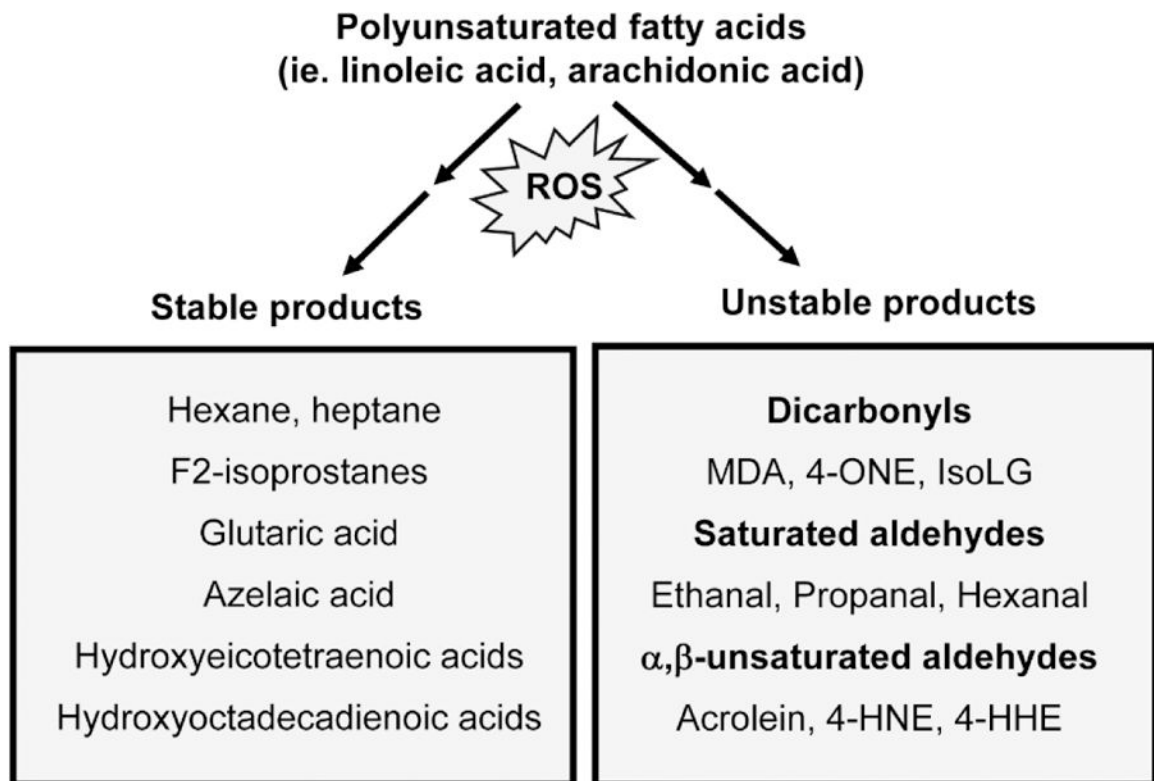 Polyunsaturated fatty acids
(ie. linoleic acid, arachidonic acid)
ROS
Stable products
Hexane, heptane
F2-isoprostanes
Glutaric acid
Azelaic acid
Hydroxyeicotetraenoic acids
Hydroxyoctadecadienoic acids
Unstable products
Dicarbonyls
MDA, 4-ONE, IsoLG
Saturated aldehydes
Ethanal, Propanal, Hexanal
α,β-unsaturated aldehydes
Acrolein, 4-HNE, 4-HHE